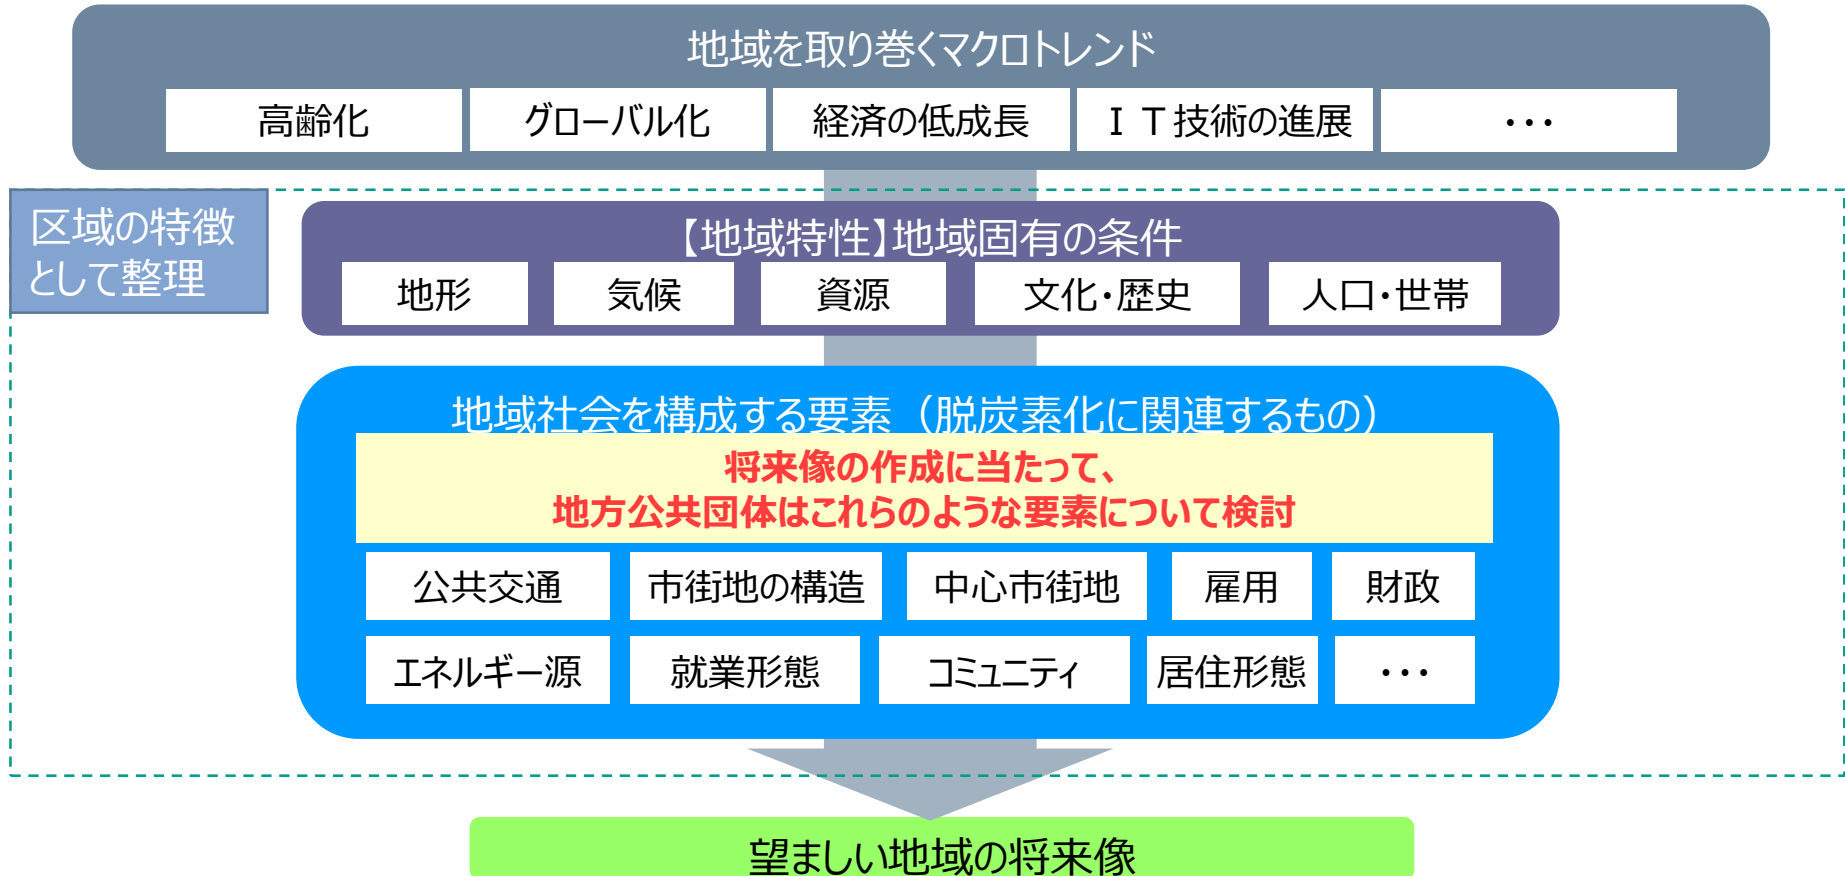 地域を取り巻くマクロトレンド
高齢化
グローバル化
経済の低成長
ＩＴ技術の進展
・・・
区域の特徴
として整理
【地域特性】地域固有の条件
地形
気候
資源
文化・歴史
人口・世帯
地域社会を構成する要素（脱炭素化に関連するもの）
将来像の作成に当たって、
地方公共団体はこれらのような要素について検討
公共交通
市街地の構造
中心市街地
雇用
財政
エネルギー源
就業形態
コミュニティ
居住形態
・・・
望ましい地域の将来像